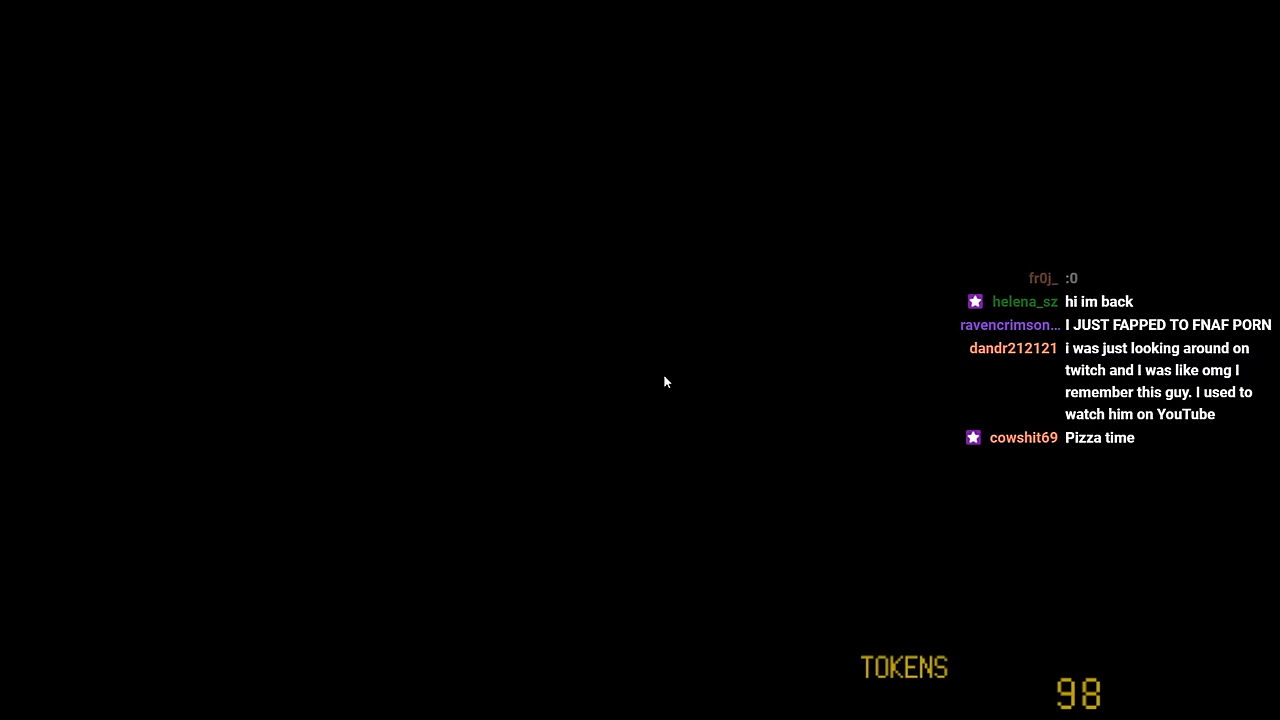 fr0j_ :0
helena_sz hi im back
ravencrimson... I JUST FAPPED TO FNAF PORN
dandr212121 i was just looking around on
twitch and I was like omg I
remember this guy. I used to
watch him on YouTube
cowshit69 Pizza time
TOKENS
98